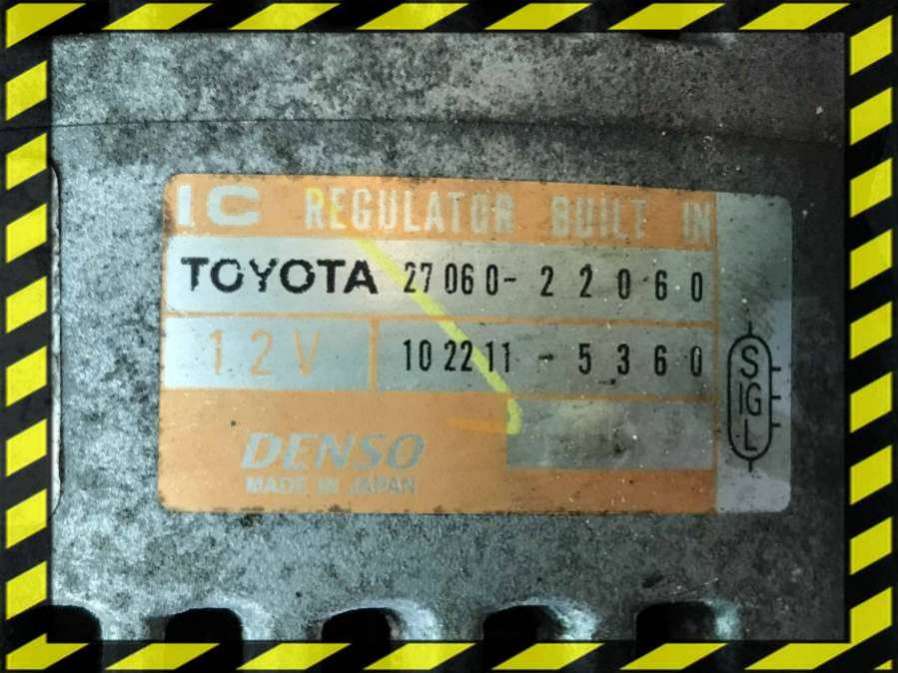 IC REGULATOR BUILT IN
TOYOTA 27060-22060
12V 102211-5360
DENSO
MADE IN JAPAN
S
IG
L